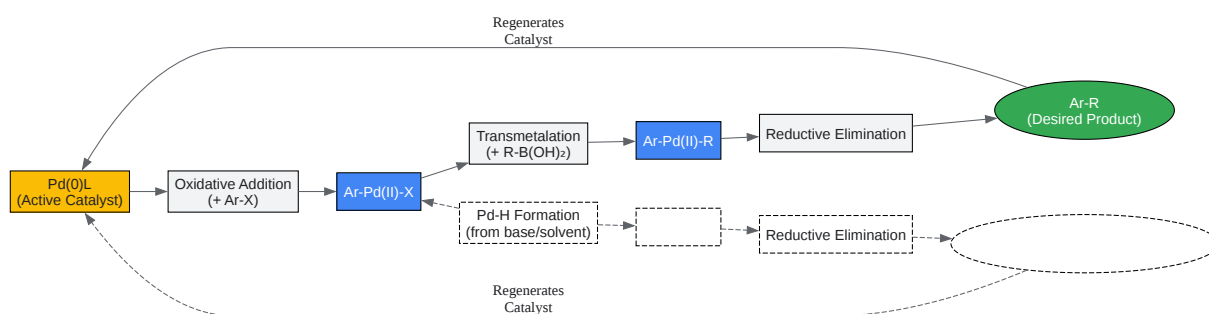 Regenerates
Catalyst
Ar-R
(Desired Product)
Transmetalation
(+ R-B(OH)₂)
Ar-Pd(II)-R
Reductive Elimination
Pd(0)L
(Active Catalyst)
Oxidative Addition
(+ Ar-X)
Ar-Pd(II)-X
Pd-H Formation
(from base/solvent)
Reductive Elimination
Regenerates
Catalyst